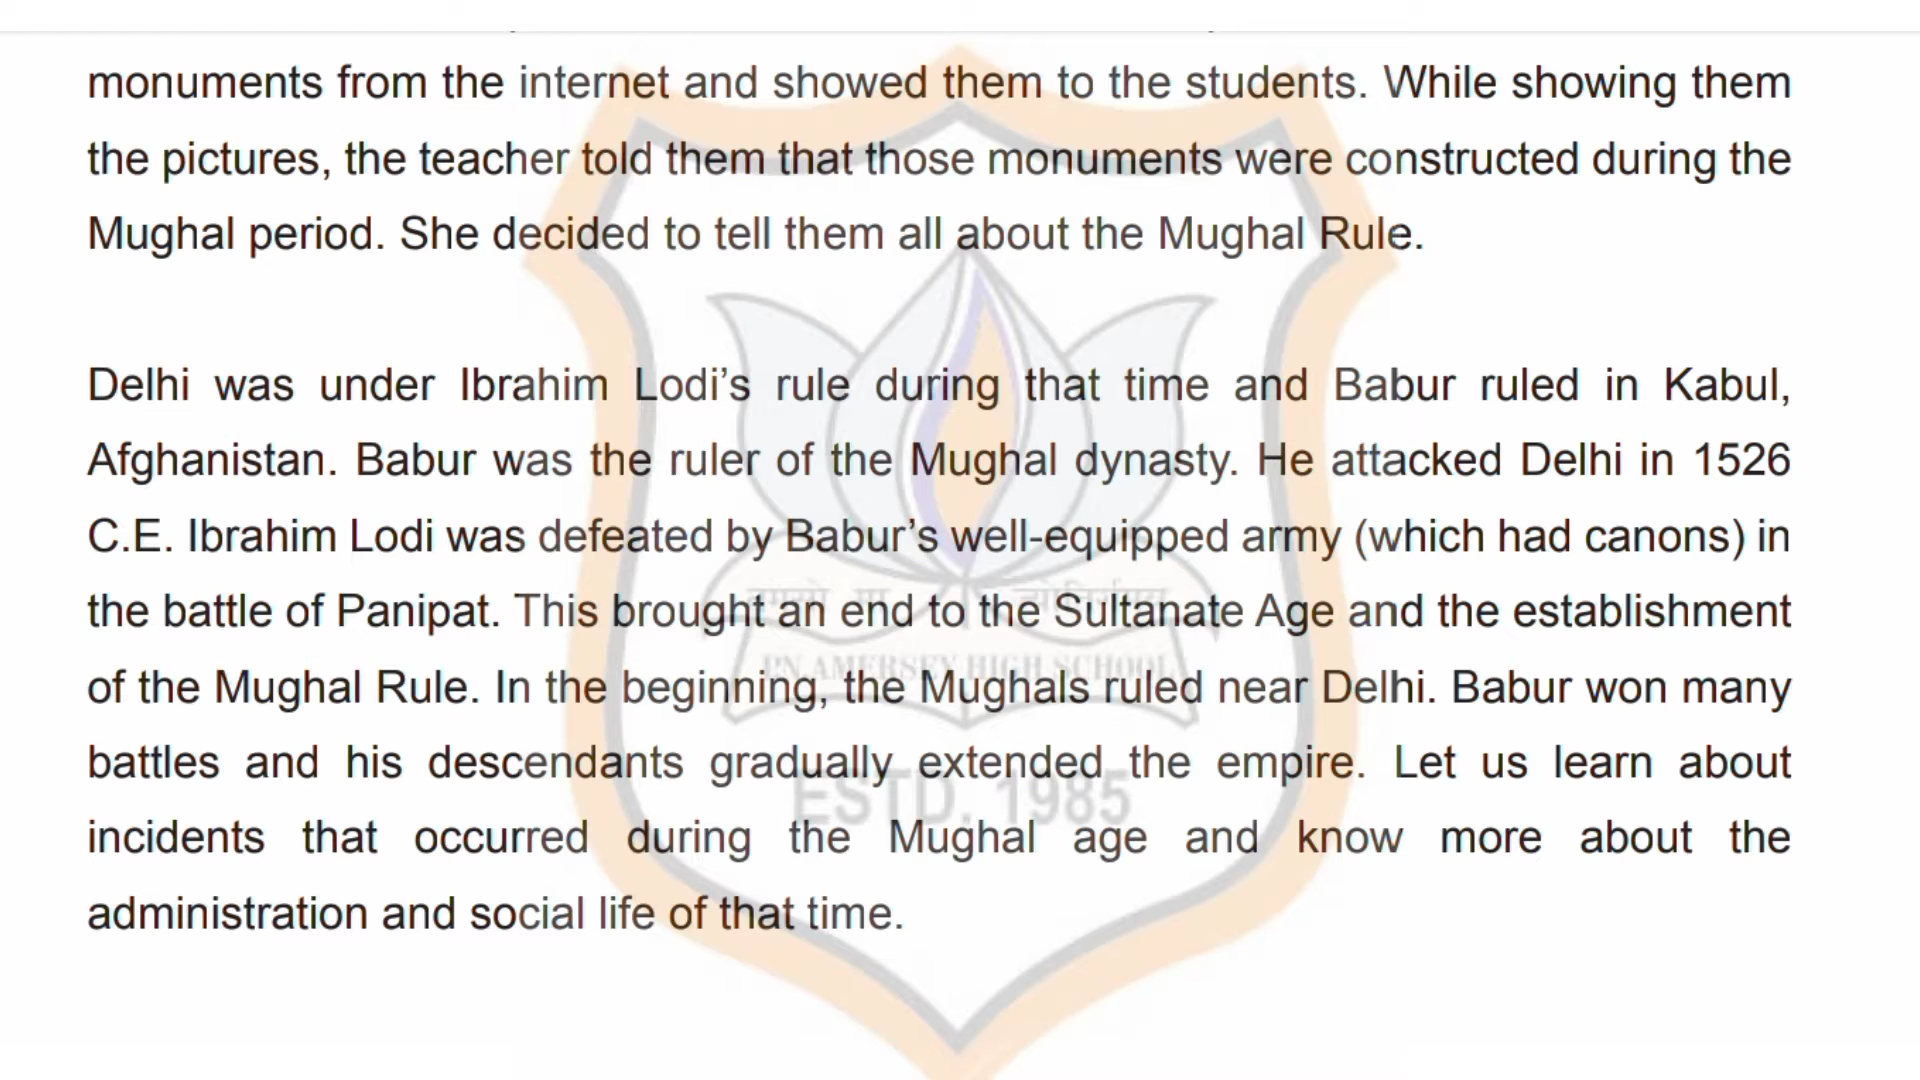 monuments from the internet and showed them to the students. While showing them
the pictures, the teacher told them that those monuments were constructed during the
Mughal period. She decided to tell them all about the Mughal Rule.
Delhi was under Ibrahim Lodi’s rule during that time and Babur ruled in Kabul,
Afghanistan. Babur was the ruler of the Mughal dynasty. He attacked Delhi in 1526
C.E. Ibrahim Lodi was defeated by Babur’s well-equipped army (which had canons) in
the battle of Panipat. This brought an end to the Sultanate Age and the establishment
P.N.AMERSEY HIGH SCHOOL
of the Mughal Rule. In the beginning, the Mughals ruled near Delhi. Babur won many
battles and his descendants gradually extended the empire. Let us learn about
ESTD. 1985
incidents that occurred during the Mughal age and know more about the
administration and social life of that time.